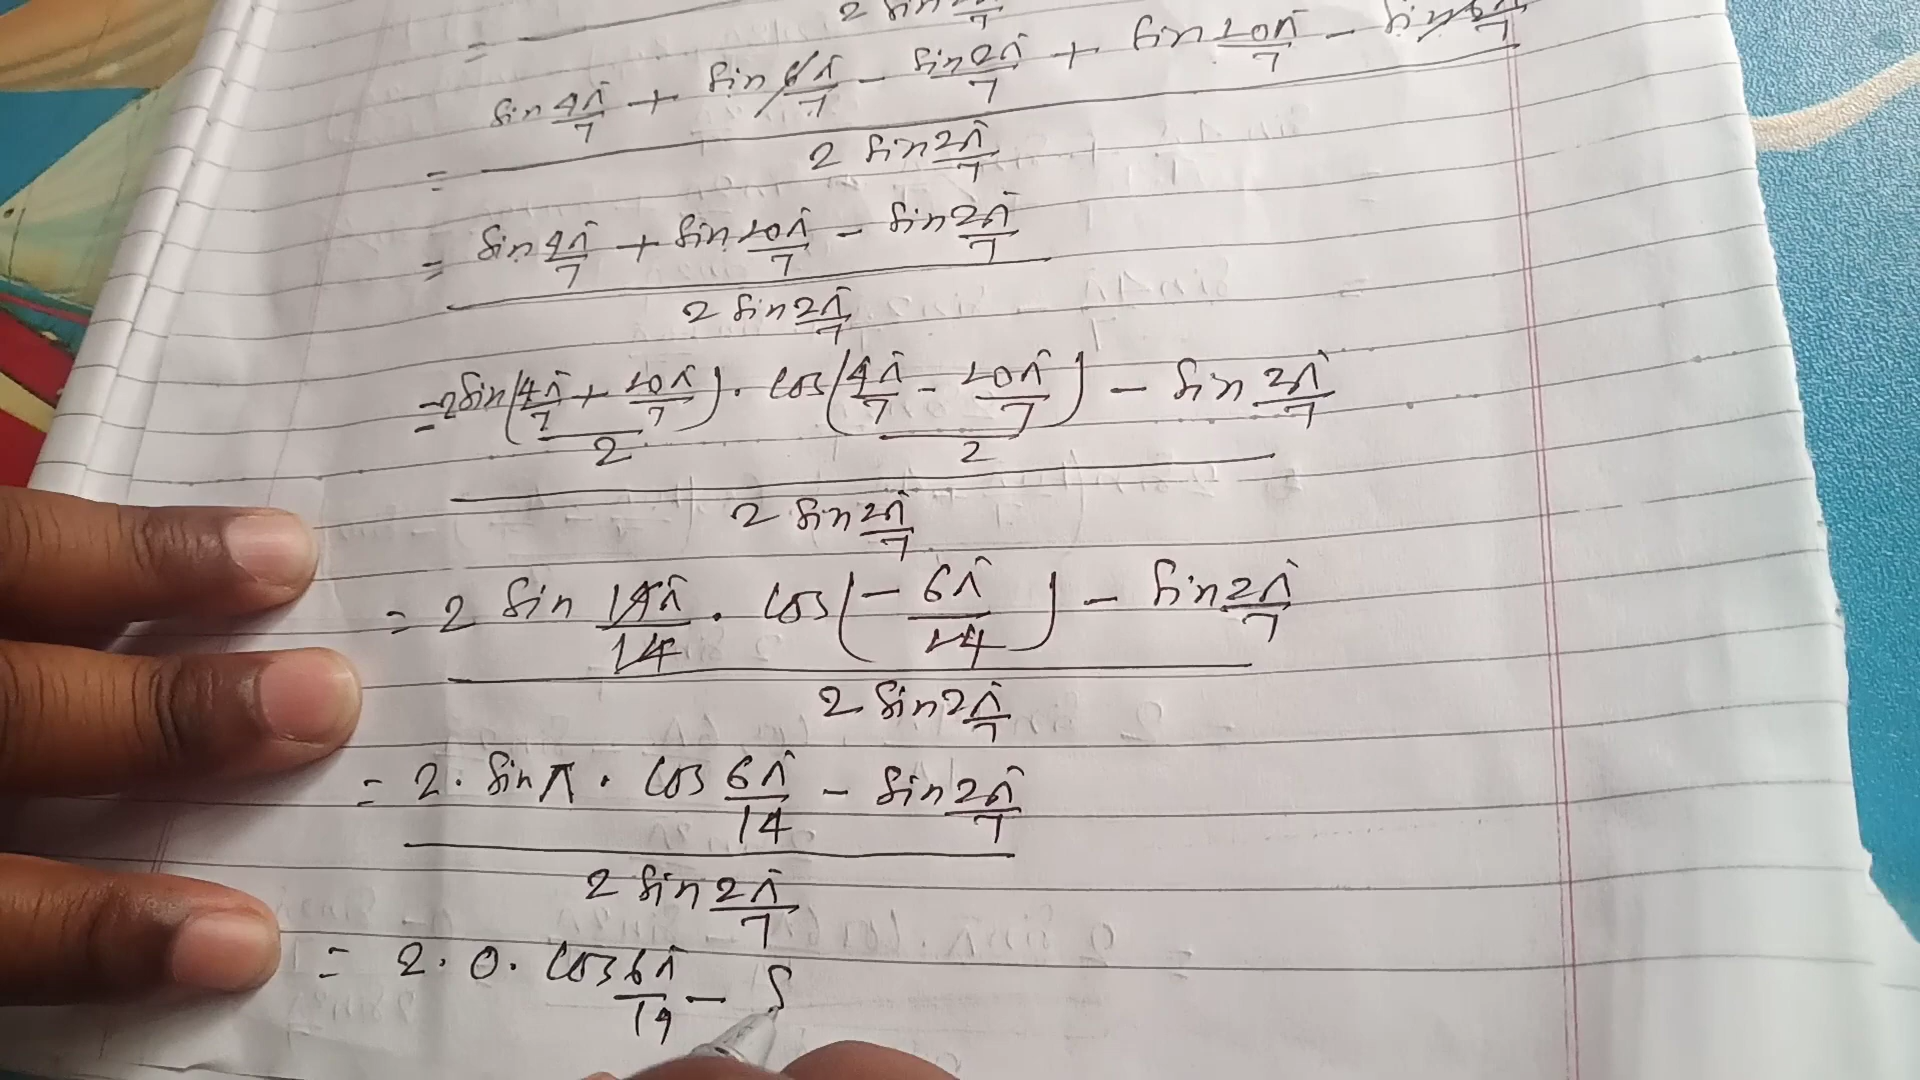 2 sin
= sin 4π/7 + sin 6π/7 - sin 2π/7 + sin 10π/7 - sin 6π/7
2 sin 2π/7
= sin 4π/7 + sin 10π/7 - sin 2π/7
2 sin 2π/7
= 2 sin (4π/7 + 10π/7)/2 . cos (4π/7 - 10π/7)/2 - sin 2π/7
2 sin 2π/7
= 2 sin 14π/14 . cos (- 6π/14) - sin 2π/7
2 sin 2π/7
= 2 . sin π . cos 6π/14 - sin 2π/7
2 sin 2π/7
= 2 . 0 . cos 6π/14 - s